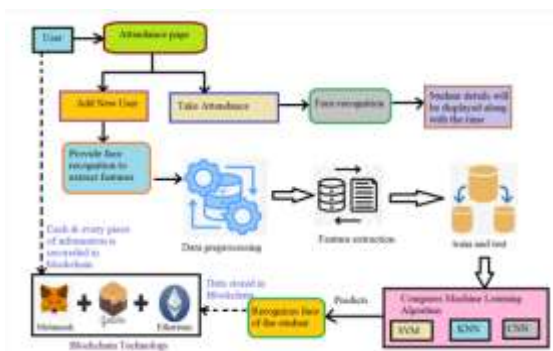 User
Attendance page
Add New User
Take Attendance
Face recognition
Student details will
be displayed along
with the time
Provide face
recognition to
extract features
Each & every piece
of information is
recorded in
blockchain
Data preprocessing
Feature extraction
train and test
Data stored in
Blockchain
Metamask
Ethereum
Blockchain Technology
Recognize face
of the student
Predicts
Compare Machine Learning
Algorithm
SVM
KNN
CNN